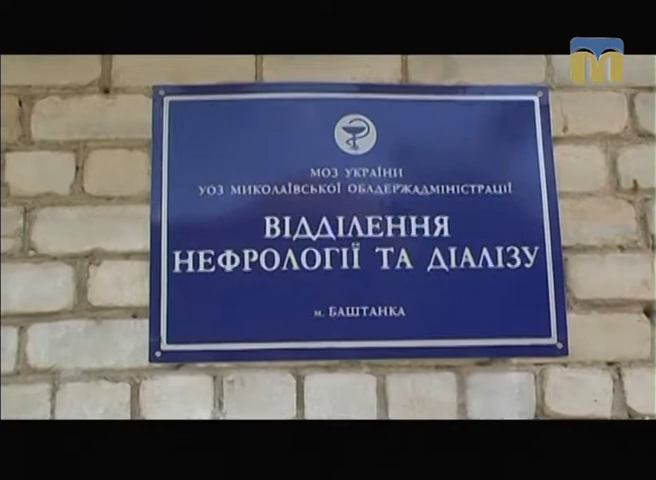 М
МОЗ УКРАЇНИ
УОЗ МИКОЛАЇВСЬКОЇ ОБЛДЕРЖАДМІНІСТРАЦІЇ
ВІДДІЛЕННЯ
НЕФРОЛОГІЇ ТА ДІАЛІЗУ
м. БАШТАНКА